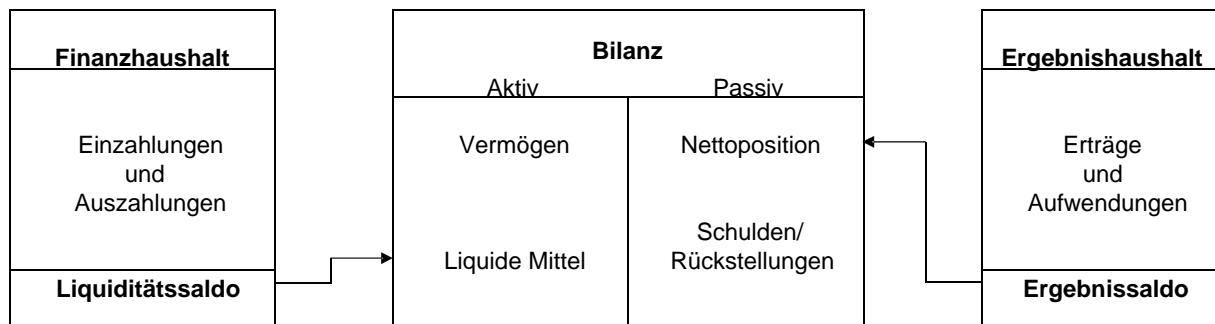 Finanzhaushalt
Einzahlungen
und
Auszahlungen
Liquiditätssaldo
Bilanz
Aktiv
Passiv
Vermögen
Nettoposition
Liquide Mittel
Schulden/
Rückstellungen
Ergebnishaushalt
Erträge
und
Aufwendungen
Ergebnissaldo